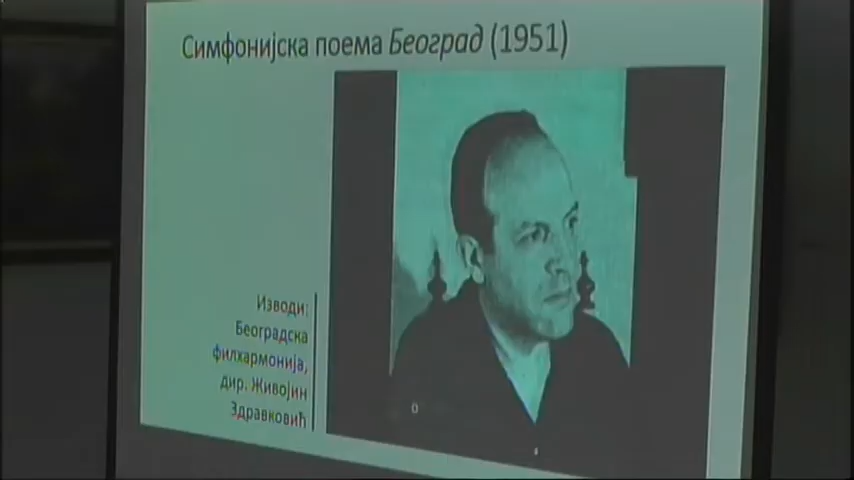 Симфонијска поема Београд (1951)
Изводи:
Београдска
филхармонија,
дир. Живојин
Здравковић